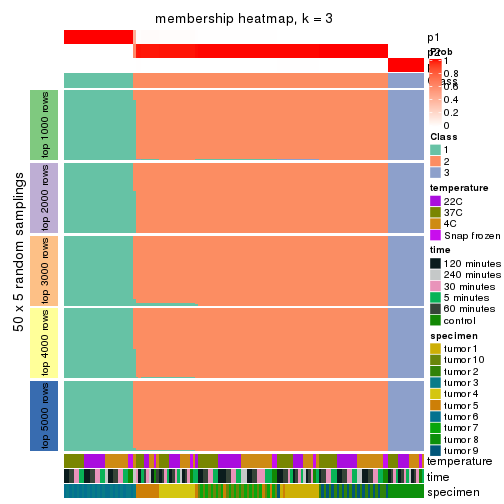 membership heatmap, k = 3
p1
p2
Prob
1
0.8
0.6
0.4
0.2
0
Class
1
2
3
temperature
22C
37C
4C
Snap frozen
time
120 minutes
240 minutes
30 minutes
5 minutes
60 minutes
control
specimen
tumor 1
tumor 10
tumor 2
tumor 3
tumor 4
tumor 5
tumor 6
tumor 7
tumor 8
tumor 9
50 x 5 random samplings
top 1000 rows
top 2000 rows
top 3000 rows
top 4000 rows
top 5000 rows
temperature
time
specimen